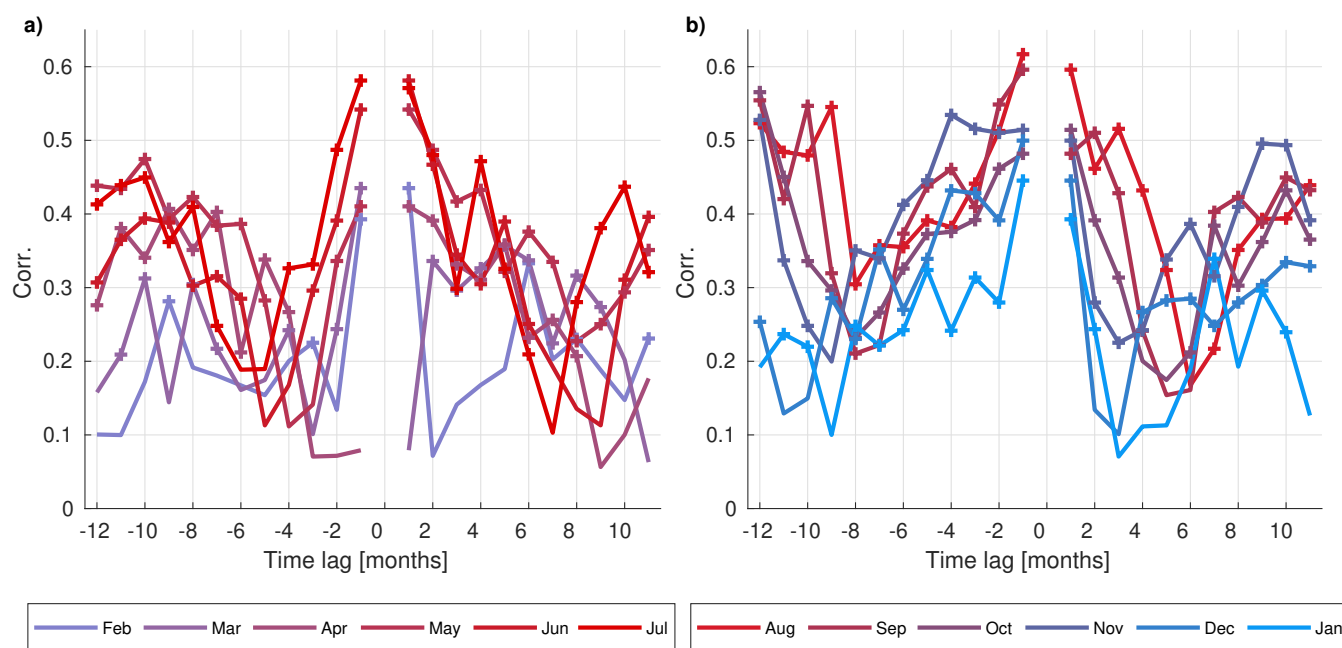 a)
b)
0.6
0.5
0.4
0.3
0.2
0.1
0
Corr.
-12 -10 -8 -6 -4 -2 0 2 4 6 8 10
Time lag [months]
0.6
0.5
0.4
0.3
0.2
0.1
0
Corr.
-12 -10 -8 -6 -4 -2 0 2 4 6 8 10
Time lag [months]
Feb Mar Apr May Jun Jul
Aug Sep Oct Nov Dec Jan